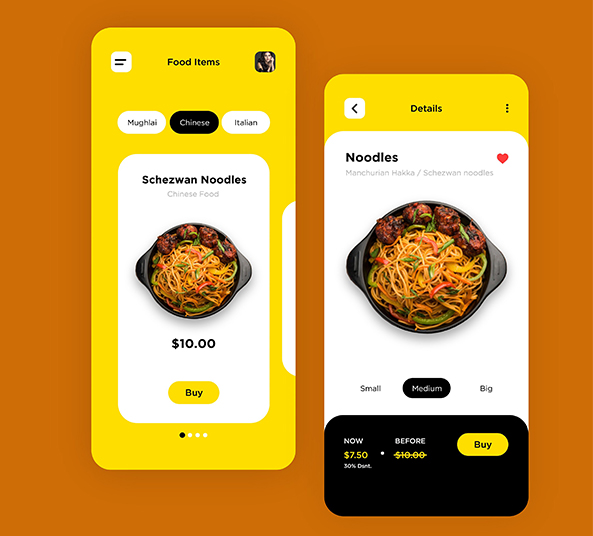 Food Items
Mughlai
Chinese
Italian
Schezwan Noodles
Chinese Food
$10.00
Buy
Details
Noodles
Manchurian Hakka / Schezwan noodles
Small
Medium
Big
NOW
BEFORE
$7.50
$10.00
30% Dsnt.
Buy